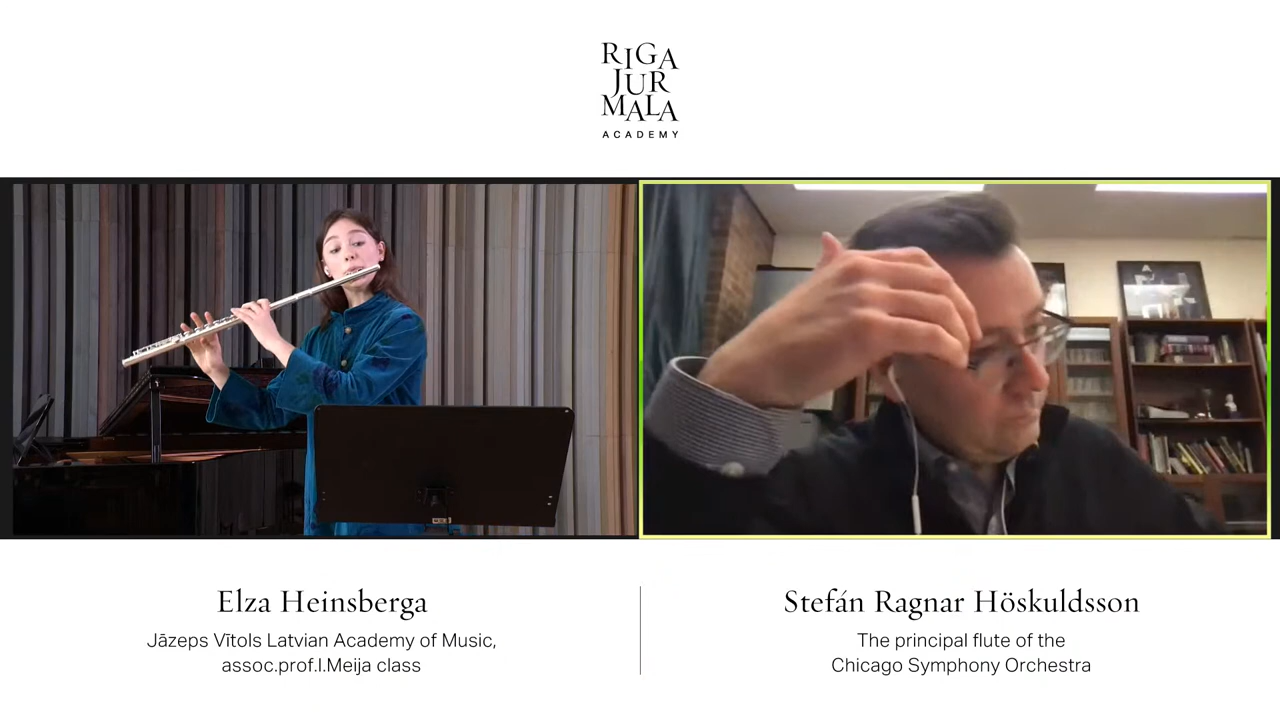 RIGA
JUR
MALA
ACADEMY
Elza Heinsberga
Jāzeps Vītols Latvian Academy of Music,
assoc.prof.I.Meija class
Stefán Ragnar Höskuldsson
The principal flute of the
Chicago Symphony Orchestra